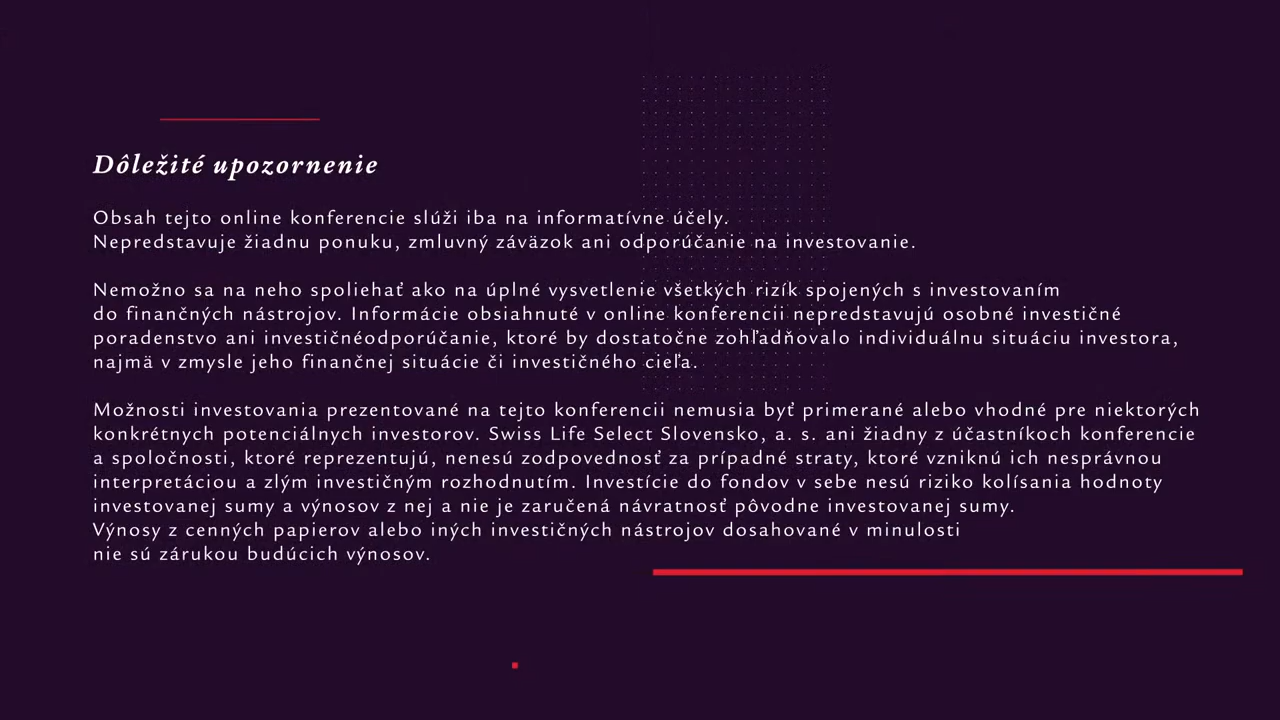 Dôležité upozornenie
Obsah tejto online konferencie slúži iba na informatívne účely.
Nepredstavuje žiadnu ponuku, zmluvný záväzok ani odporúčanie na investovanie.
Nemožno sa na neho spoliehať ako na úplné vysvetlenie všetkých rizík spojených s investovaním
do finančných nástrojov. Informácie obsiahnuté v online konferencii nepredstavujú osobné investičné
poradenstvo ani investičnéodporúčanie, ktoré by dostatočne zohľadňovalo individuálnu situáciu investora,
najmä v zmysle jeho finančnej situácie či investičného cieľa.
Možnosti investovania prezentované na tejto konferencii nemusia byť primerané alebo vhodné pre niektorých
konkrétnych potenciálnych investorov. Swiss Life Select Slovensko, a. s. ani žiadny z účastníkoch konferencie
a spoločnosti, ktoré reprezentujú, nenesú zodpovednosť za prípadné straty, ktoré vzniknú ich nesprávnou
interpretáciou a zlým investičným rozhodnutím. Investície do fondov v sebe nesú riziko kolísania hodnoty
investovanej sumy a výnosov z nej a nie je zaručená návratnosť pôvodne investovanej sumy.
Výnosy z cenných papierov alebo iných investičných nástrojov dosahované v minulosti
nie sú zárukou budúcich výnosov.